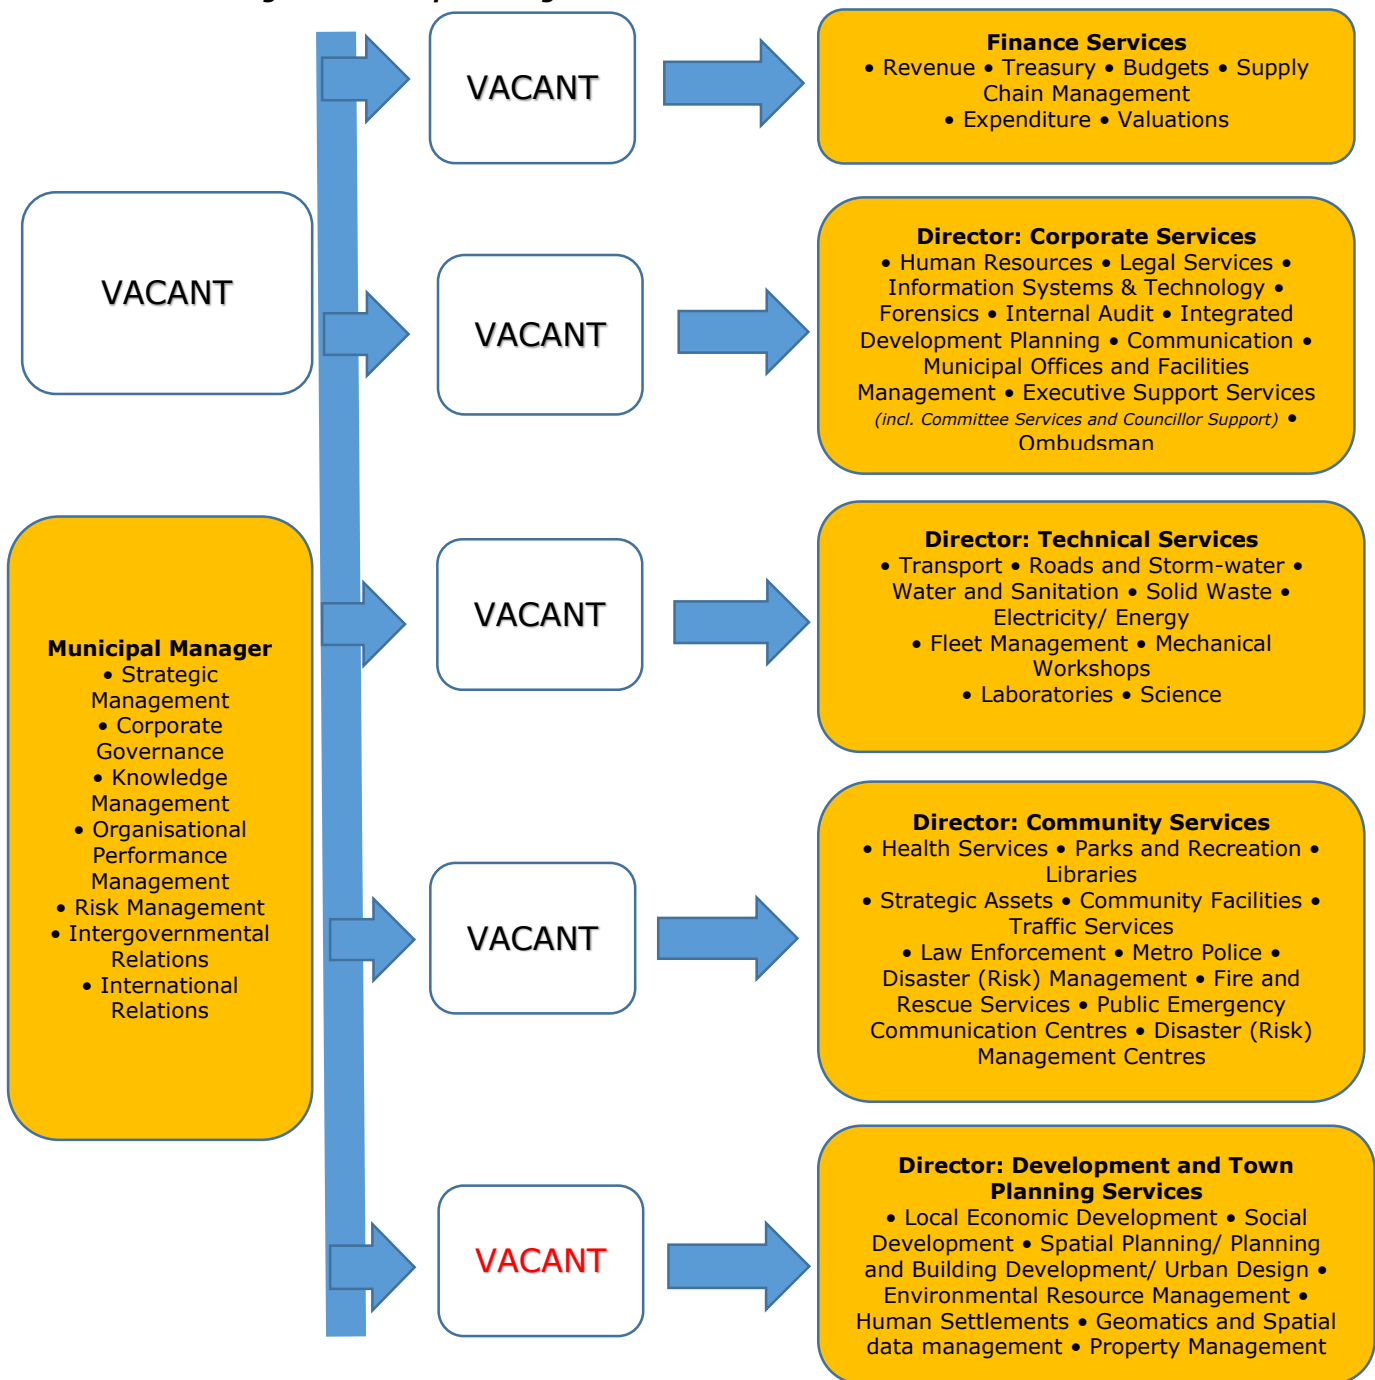 VACANT
Finance Services
• Revenue • Treasury • Budgets • Supply
Chain Management
• Expenditure • Valuations
VACANT
VACANT
Director: Corporate Services
• Human Resources • Legal Services •
Information Systems & Technology •
Forensics • Internal Audit • Integrated
Development Planning • Communication •
Municipal Offices and Facilities
Management • Executive Support Services
(incl. Committee Services and Councillor Support) •
Ombudsman
Municipal Manager
• Strategic
Management
• Corporate
Governance
• Knowledge
Management
• Organisational
Performance
Management
• Risk Management
• Intergovernmental
Relations
• International
Relations
VACANT
Director: Technical Services
• Transport • Roads and Storm-water •
Water and Sanitation • Solid Waste •
Electricity/ Energy
• Fleet Management • Mechanical
Workshops
• Laboratories • Science
VACANT
Director: Community Services
• Health Services • Parks and Recreation •
Libraries
• Strategic Assets • Community Facilities •
Traffic Services
• Law Enforcement • Metro Police •
Disaster (Risk) Management • Fire and
Rescue Services • Public Emergency
Communication Centres • Disaster (Risk)
Management Centres
VACANT
Director: Development and Town
Planning Services
• Local Economic Development • Social
Development • Spatial Planning/ Planning
and Building Development/ Urban Design •
Environmental Resource Management •
Human Settlements • Geomatics and Spatial
data management • Property Management